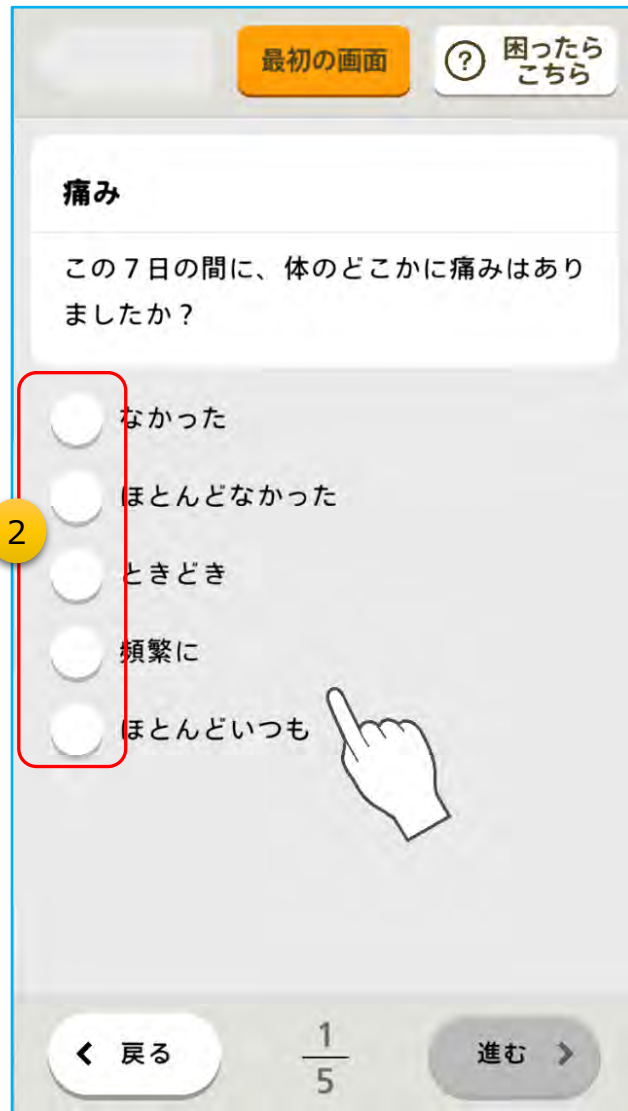 最初の画面
? 困ったら
こちら
痛み
この7日の間に、体のどこかに痛みはあり
ましたか?
なかった
ほとんどなかった
2
ときどき
頻繁に
ほとんどいつも
戻る
1
5
進む